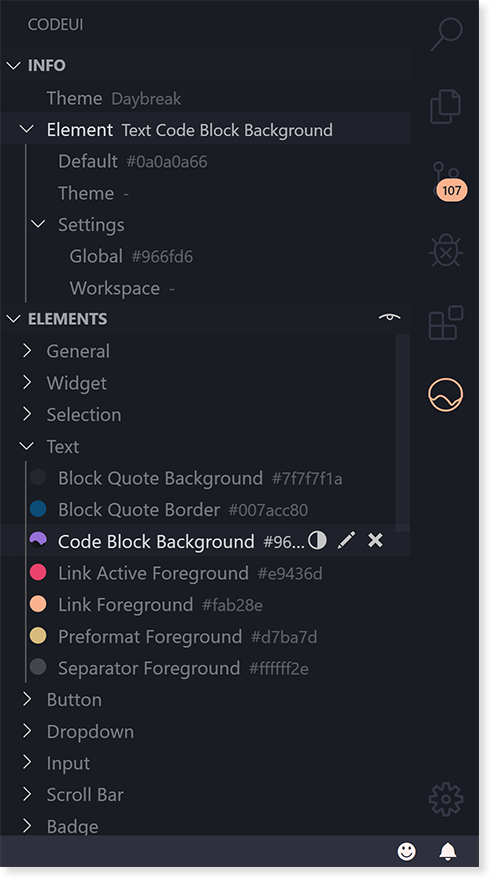 CODEUI
INFO
Theme Daybreak
Element Text Code Block Background
Default #0a0a0a66
Theme -
Settings
Global #966fd6
Workspace -
107
ELEMENTS
General
Widget
Selection
Text
Block Quote Background #7f7f7f1a
Block Quote Border #007acc80
Code Block Background #96...
Link Active Foreground #e9436d
Link Foreground #fab28e
Preformat Foreground #d7ba7d
Separator Foreground #ffffff2e
Button
Dropdown
Input
Scroll Bar
Badge